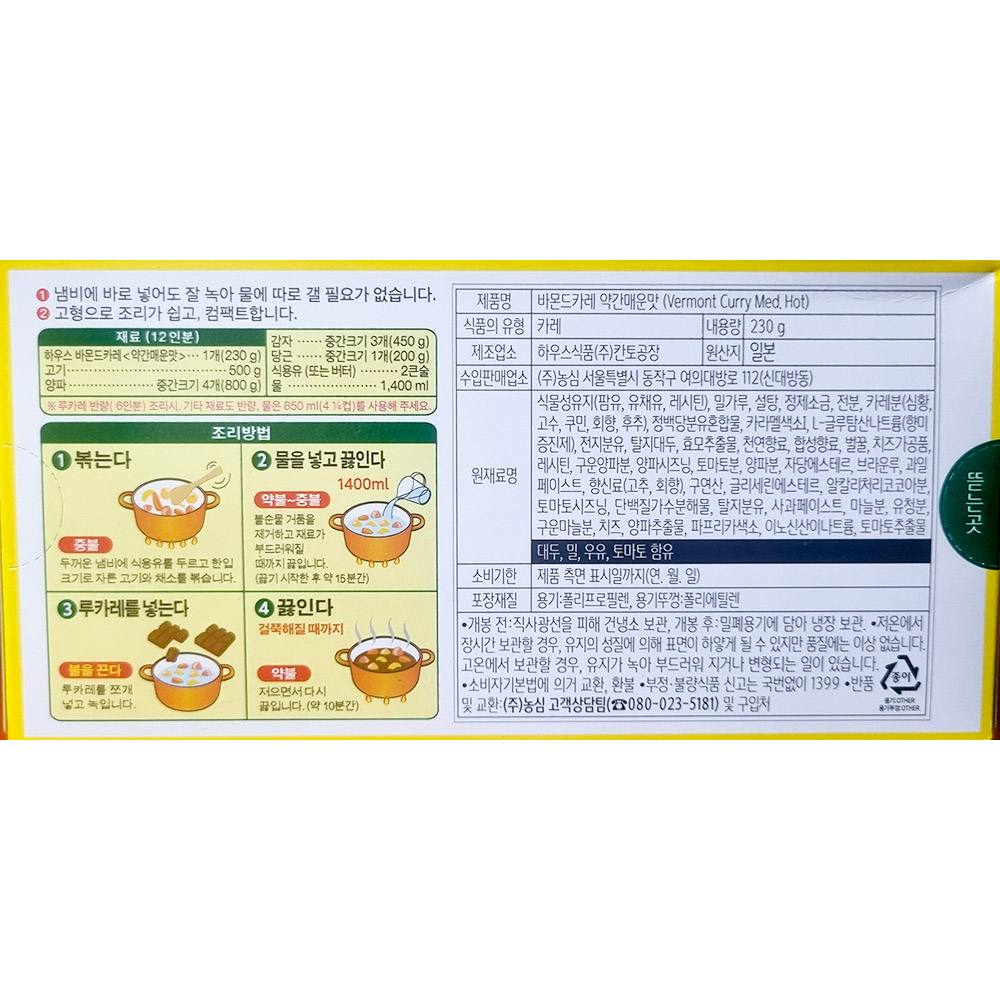 1 냄비에 바로 넣어도 잘 녹아 물에 따로 갤 필요가 없습니다.
2 고형으로 조리가 쉽고, 컴팩트합니다.
재료 (12인분)
하우스 바몬드카레<약간매운맛>··· 1개(230 g)
고기 ··· 500 g
양파 ··· 중간크기 4개(800 g)
감자 ··· 중간크기 3개(450 g)
당근 ··· 중간크기 1개(200 g)
식용유 (또는 버터) ··· 2큰술
물 ··· 1,400 ml
※루카레 반량( 6인분) 조리시, 기타 재료도 반량, 물은 850 ml(4 ¼컵)를 사용해 주세요.
조리방법
1 볶는다
중불
두꺼운 냄비에 식용유를 두르고 한입
크기로 자른 고기와 채소를 볶습니다.
2 물을 넣고 끓인다
1400ml
약불~중불
불순물 거품을
제거하고 재료가
부드러워질
때까지 끓입니다.
(끓기 시작한 후 약 15분간)
3 루카레를 넣는다
불을 끈다
루카레를 쪼개
넣고 녹입니다.
4 끓인다
걸쭉해질 때까지
약불
저으면서 다시
끓입니다. (약 10분간)
제품명 바몬드카레 약간매운맛 (Vermont Curry Med. Hot)
식품의 유형 카레 내용량 230 g
제조업소 하우스식품(주)칸토공장 원산지 일본
수입판매업소 (주)농심 서울특별시 동작구 여의대방로 112(신대방동)
원재료명
식물성유지(팜유, 유채유, 레시틴), 밀가루, 설탕, 정제소금, 전분, 카레분(심황,
고수, 쿠민, 회향, 후추), 정백당분유혼합물, 카라멜색소, L-글루탐산나트륨(향미
증진제), 전지분유, 탈지대두, 효모추출물, 천연향료, 합성향료, 벌꿀, 치즈가공품,
레시틴, 구운양파분, 양파시즈닝, 토마토분, 양파분, 자당에스테르, 브라운루, 과일
페이스트, 향신료(고추, 회향), 구연산, 글리세린에스테르, 알칼리처리코코아분,
토마토시즈닝, 단백질가수분해물, 탈지분유, 사과페이스트, 마늘분, 유청분,
구운마늘분, 치즈, 양파추출물, 파프리카색소, 이노신산이나트륨, 토마토추출물
대두, 밀, 우유, 토마토 함유
소비기한 제품 측면 표시일까지(연. 월. 일)
포장재질 용기:폴리프로필렌, 용기뚜껑:폴리에틸렌
•개봉 전:직사광선을 피해 건냉소 보관, 개봉 후:밀폐용기에 담아 냉장 보관. •저온에서
장시간 보관할 경우, 유지의 성질에 의해 표면이 하얗게 될 수 있지만 품질에는 이상 없습니다.
고온에서 보관할 경우, 유지가 녹아 부드러워 지거나 변형되는 일이 있습니다.
•소비자기본법에 의거 교환, 환불 •부정·불량식품 신고는 국번없이 1399 •반품
및 교환:(주)농심 고객상담팀(☎080-023-5181) 및 구입처
종이
용기:OTHER
용기뚜껑:OTHER
뜯는곳